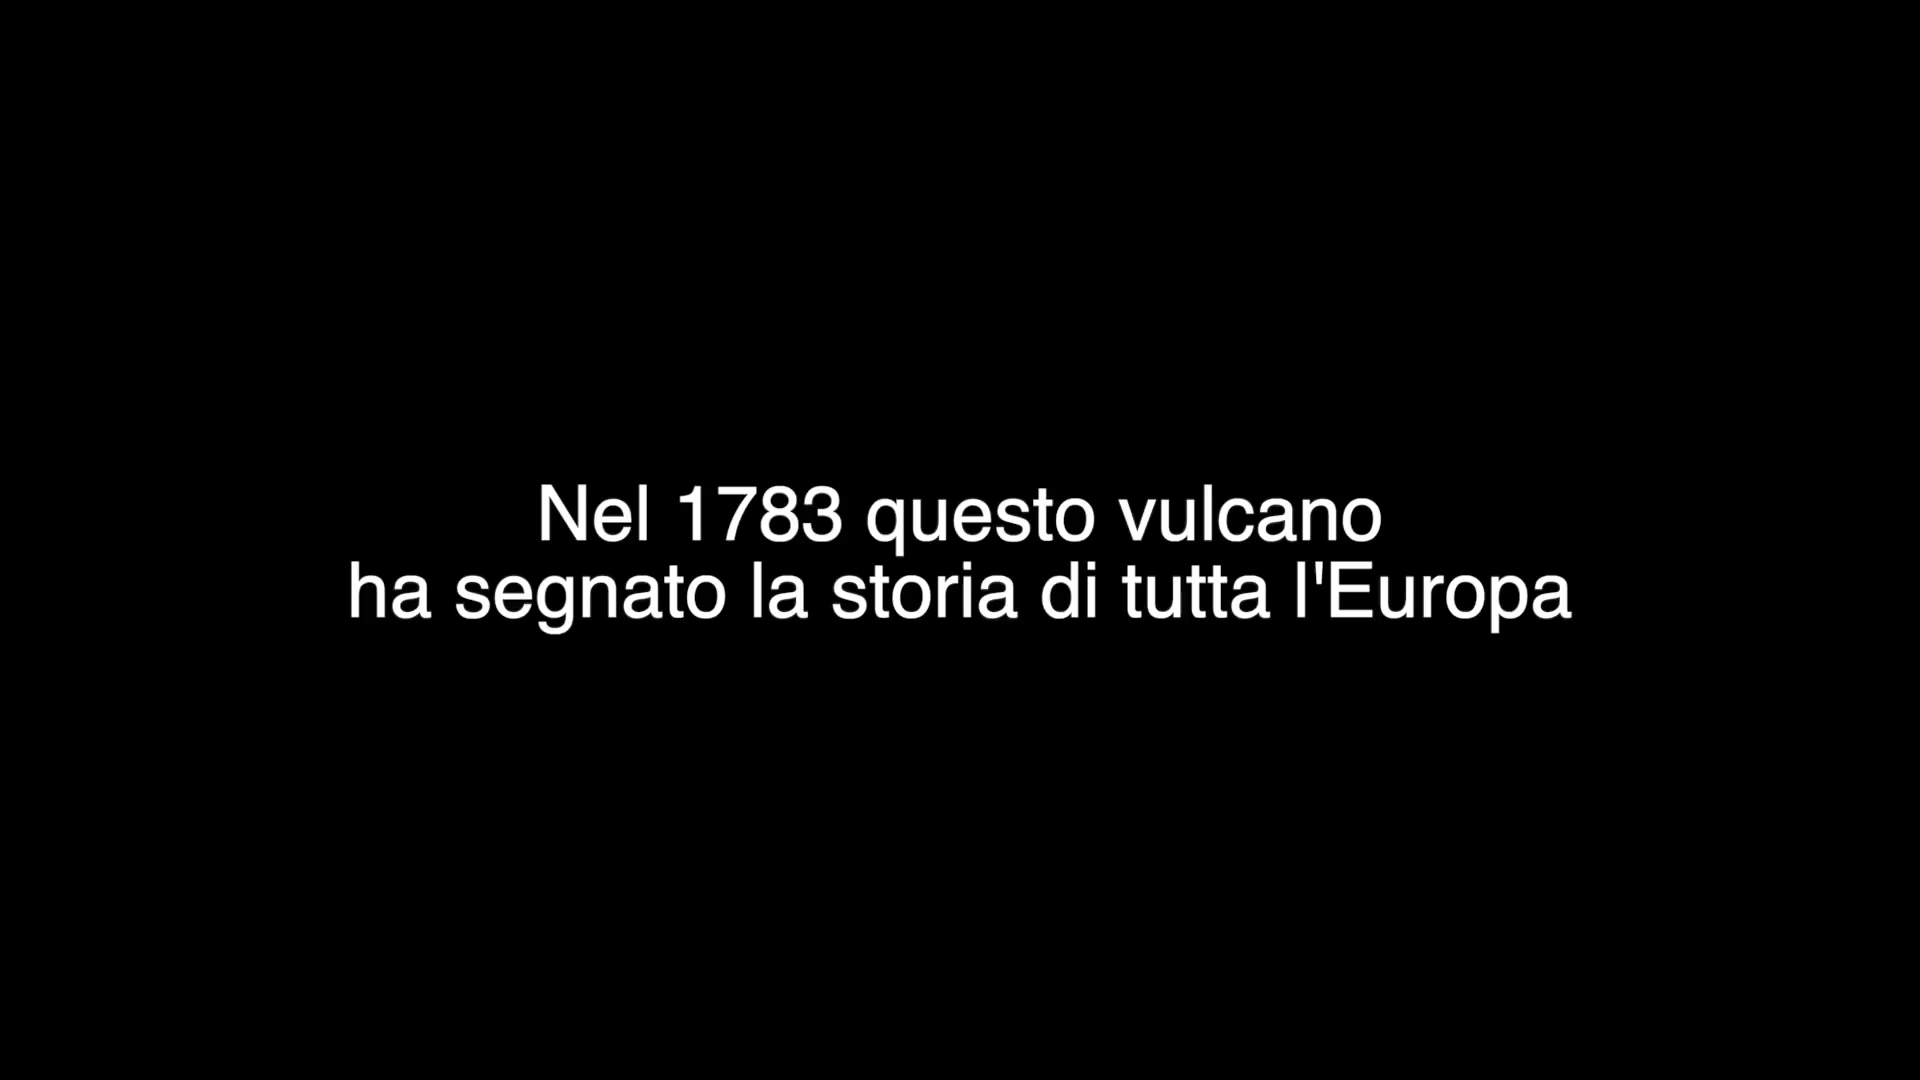 Nel 1783 questo vulcano
ha segnato la storia di tutta l'Europa